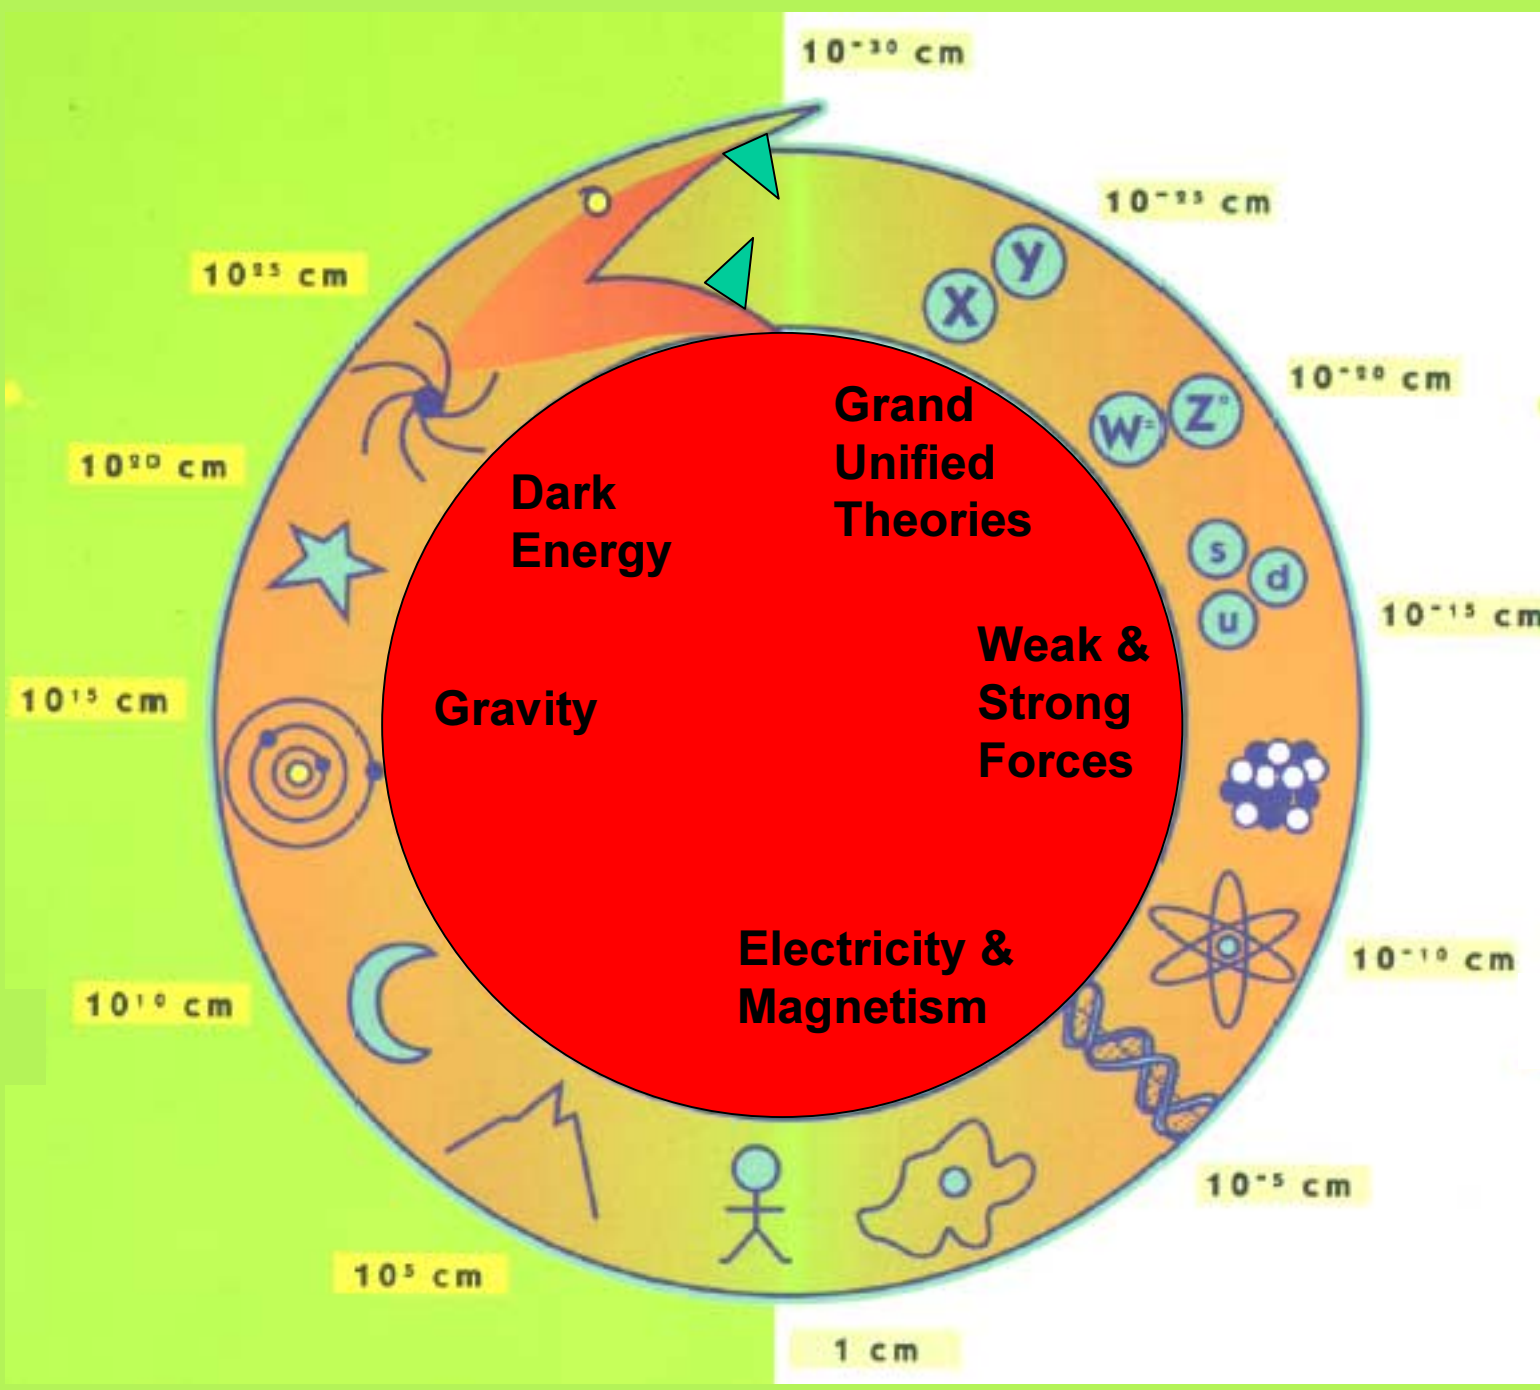 10⁻³⁰ cm
10⁻²⁵ cm
y
X
10²⁵ cm
10⁻²⁰ cm
W⁼
Z°
Grand
Unified
Theories
10²⁰ cm
Dark
Energy
s
d
u
10⁻¹⁵ cm
Weak &
Strong
Forces
10¹⁵ cm
Gravity
Electricity &
Magnetism
10⁻¹⁰ cm
10¹⁰ cm
10⁻⁵ cm
10⁵ cm
1 cm